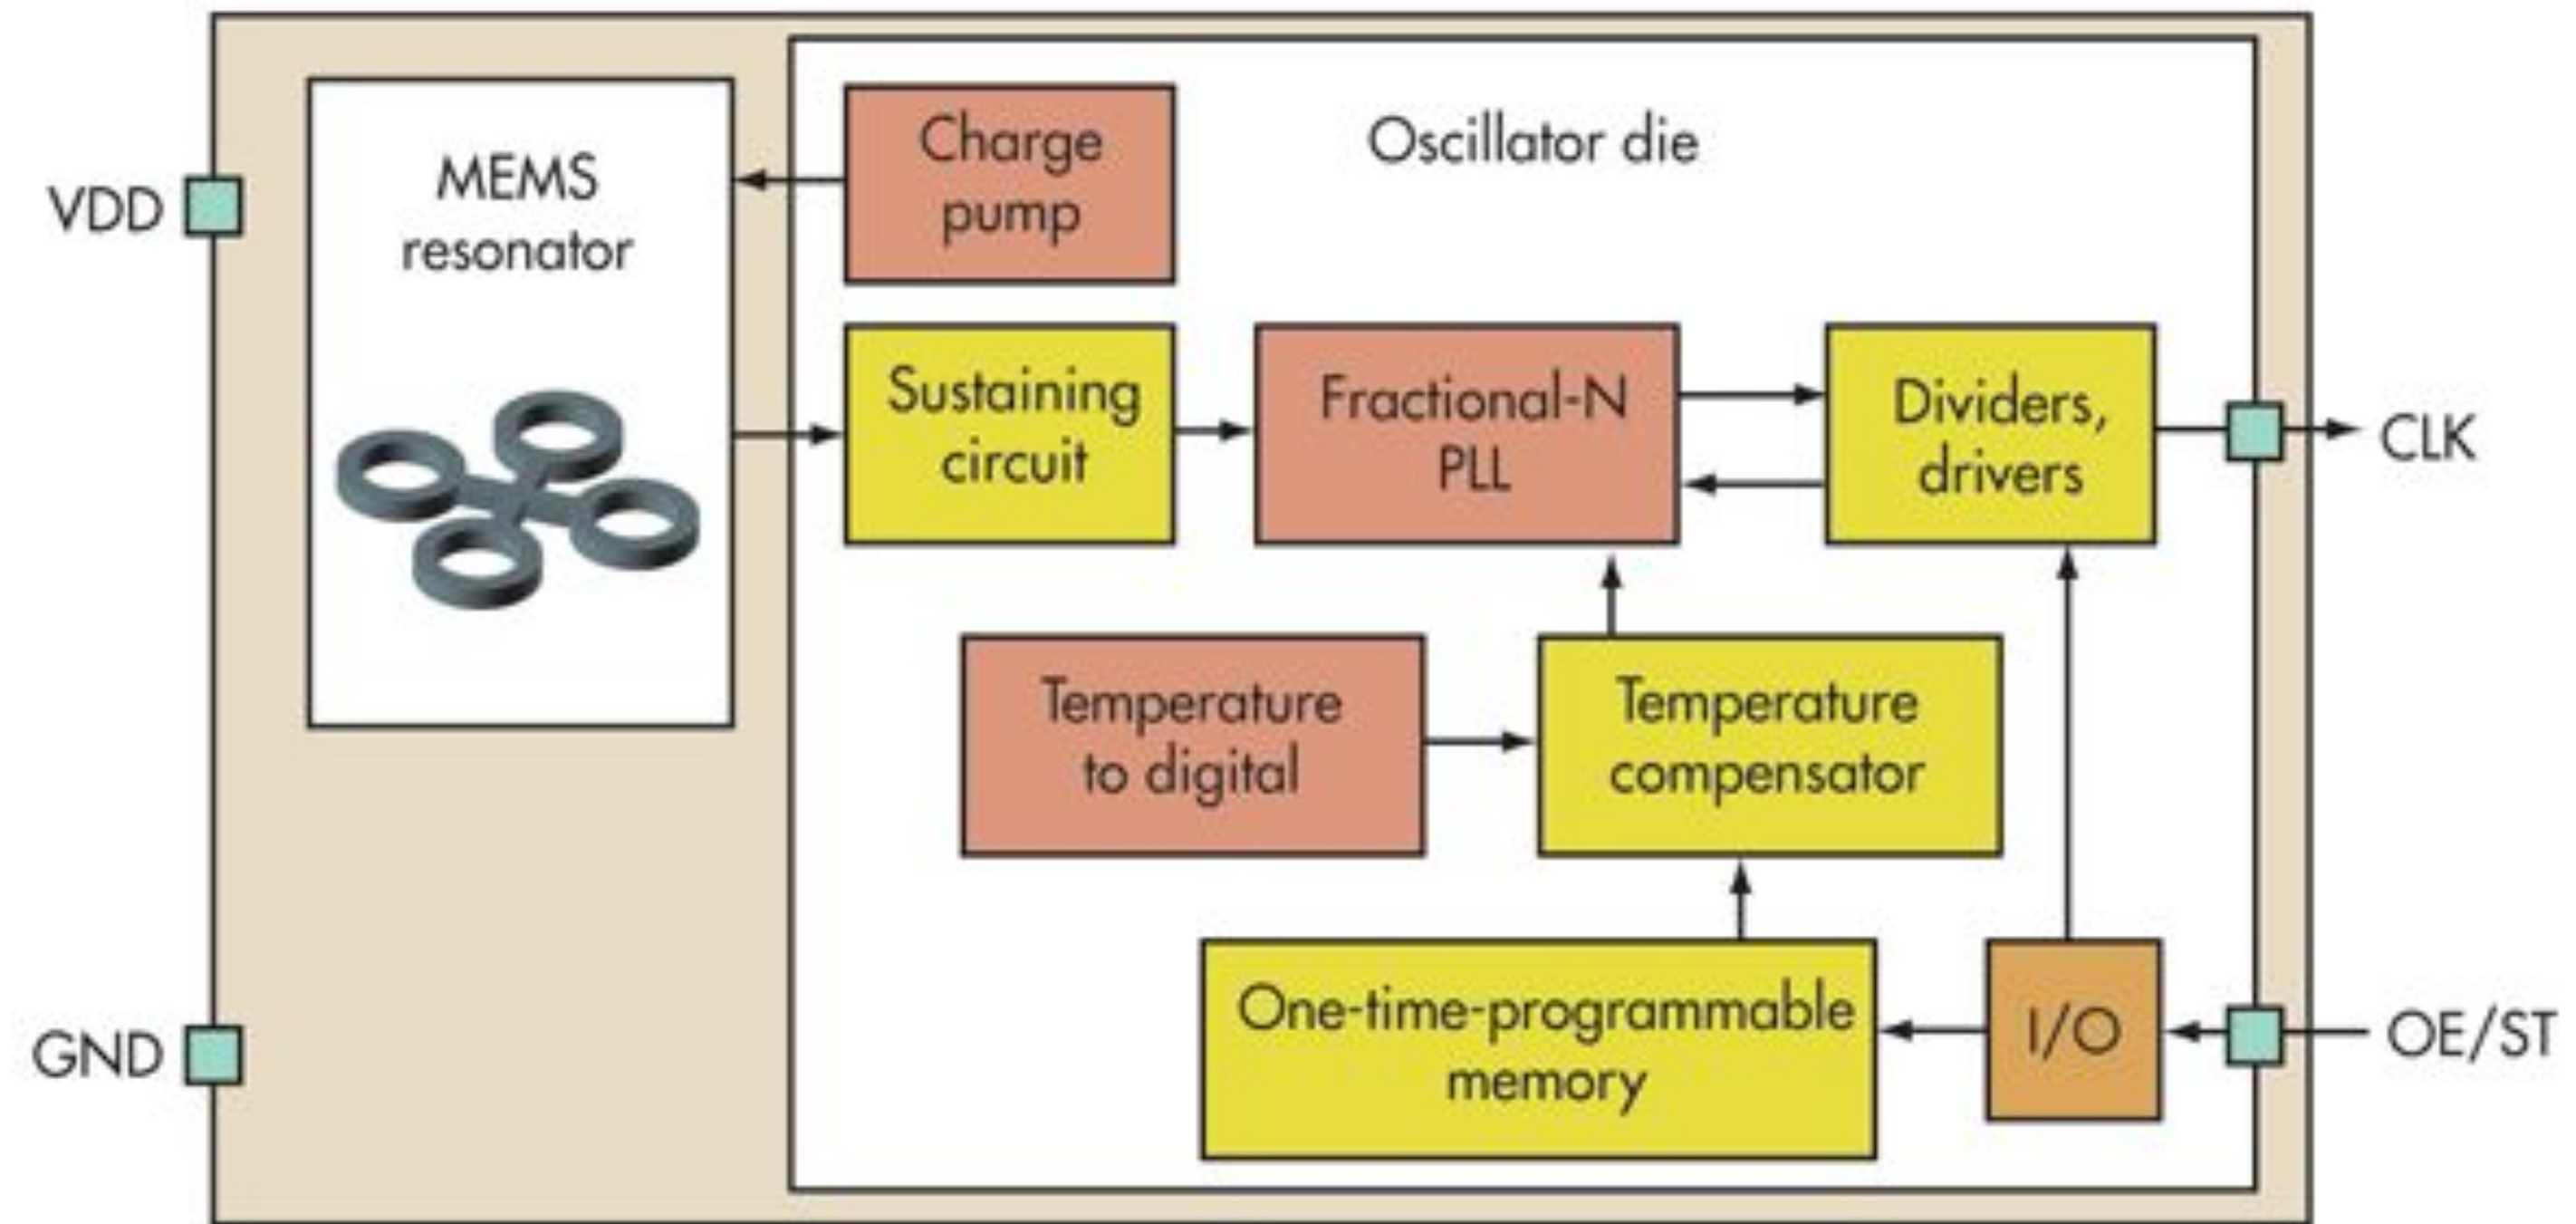 VDD
MEMS
resonator
Charge
pump
Oscillator die
Sustaining
circuit
Fractional-N
PLL
Dividers,
drivers
CLK
Temperature
to digital
Temperature
compensator
GND
One-time-programmable
memory
I/O
OE/ST